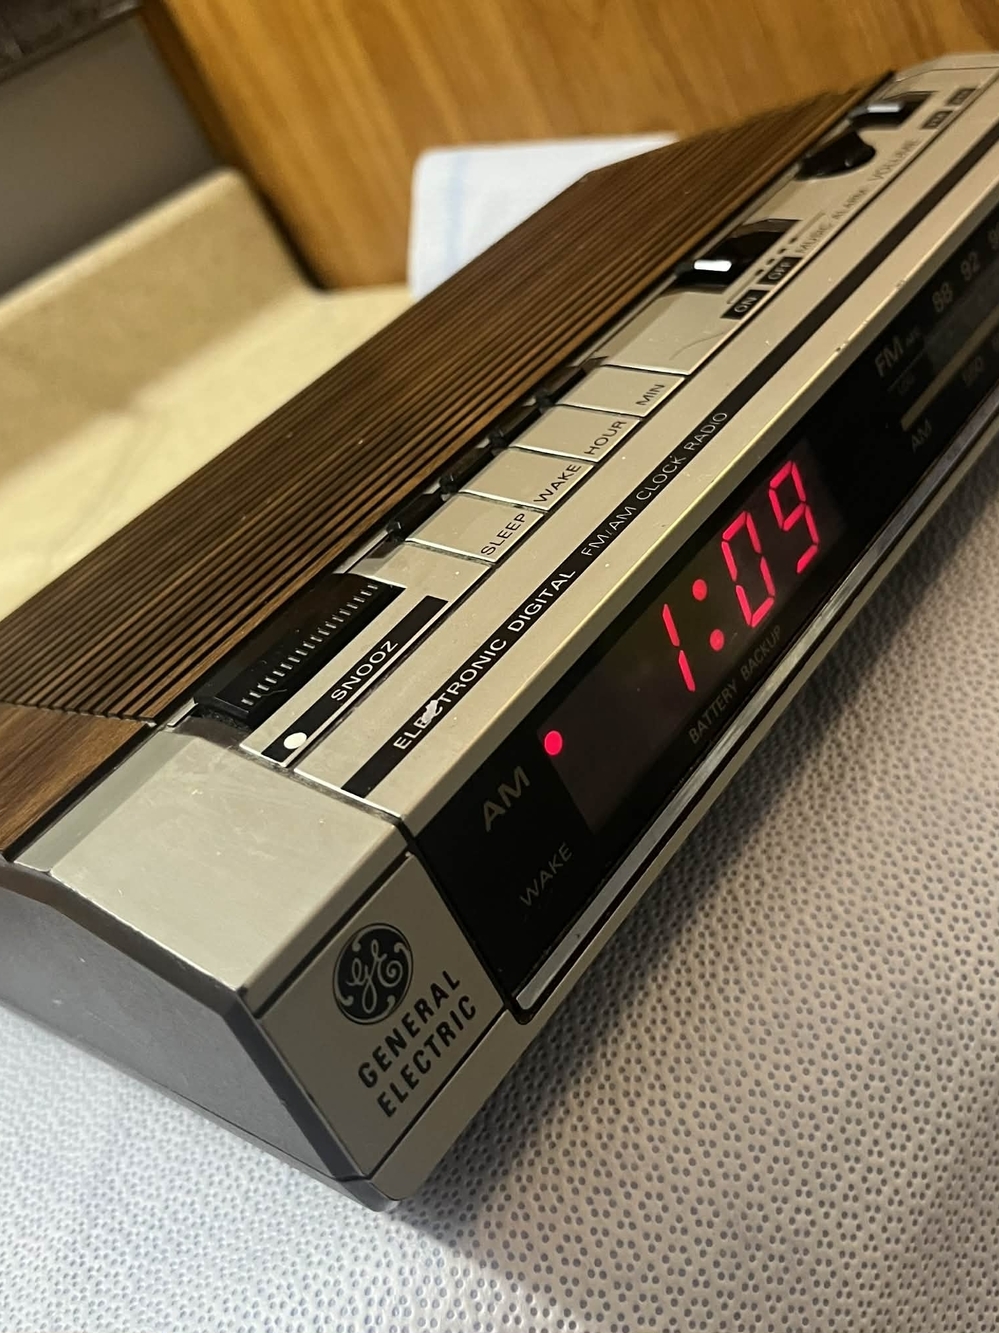 VOLUME
MUSIC ALARM
ON OFF
MIN
HOUR
WAKE
SLEEP
SNOOZ
ELECTRONIC DIGITAL FM/AM CLOCK RADIO
FM 88 92
AM
1:09
BATTERY BACKUP
AM
WAKE
GE
GENERAL
ELECTRIC